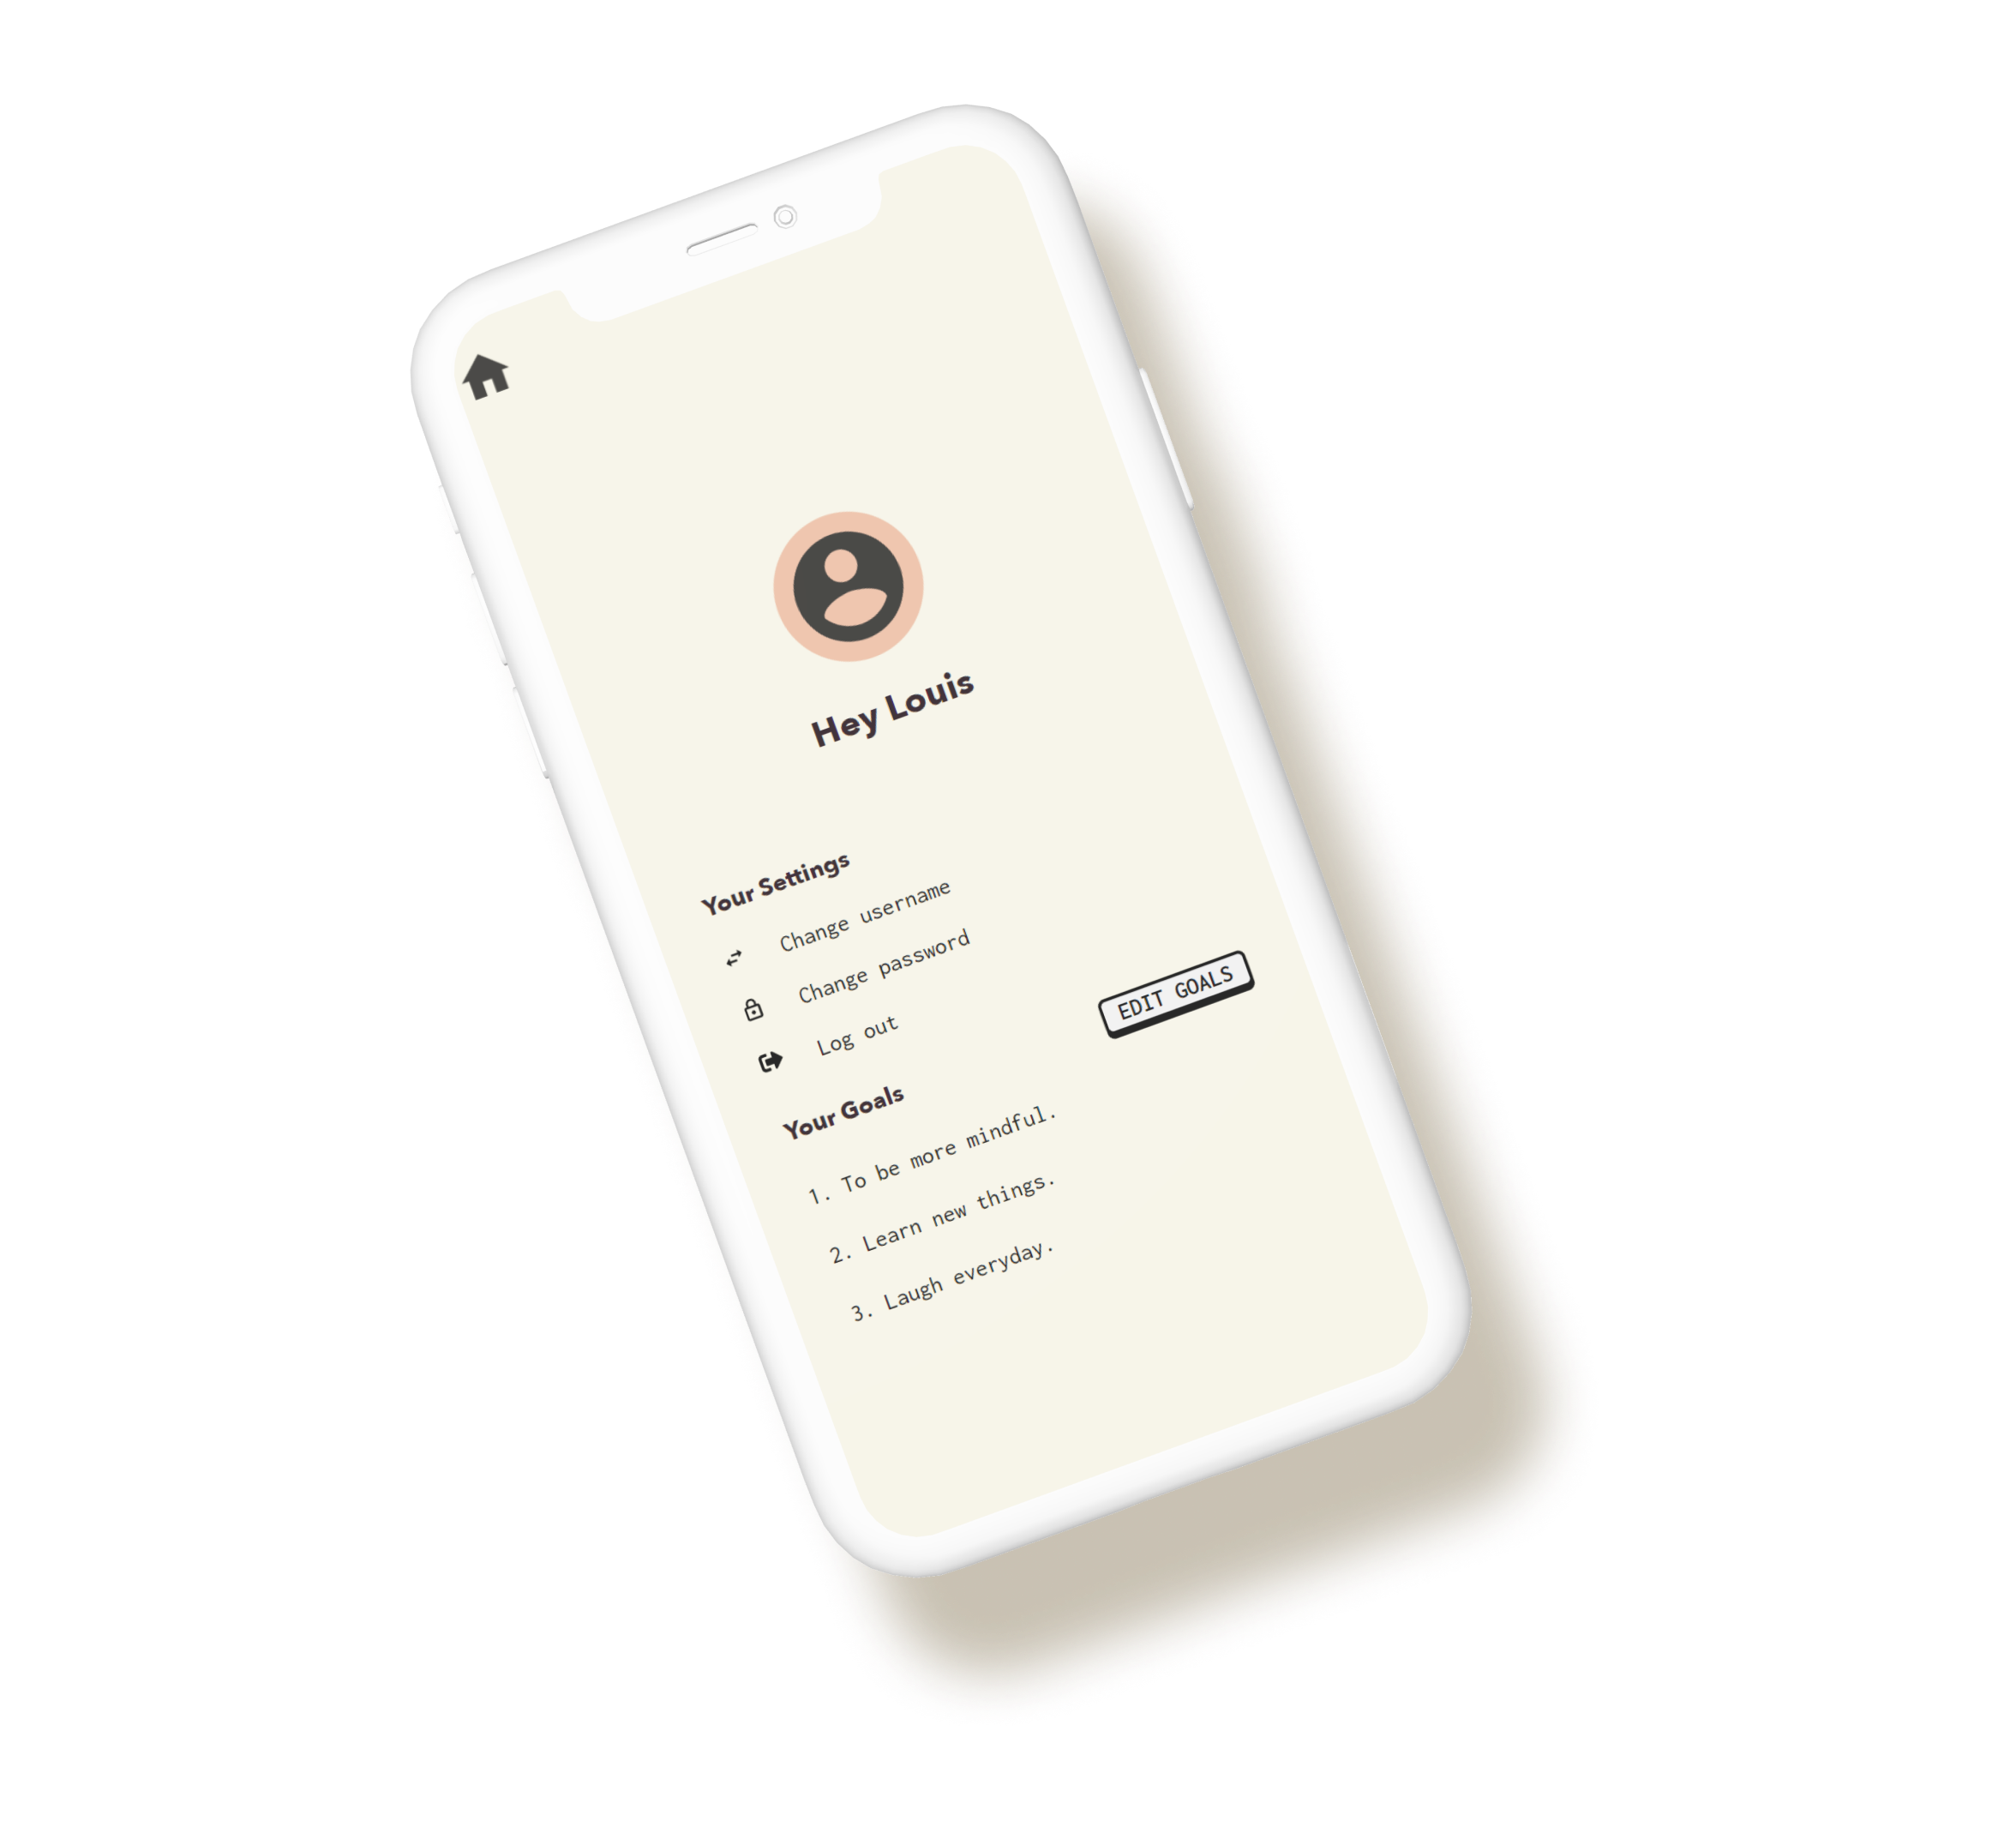 Hey Louis
Your Settings
Change username
Change password
Log out
Your Goals
EDIT GOALS
1. To be more mindful.
2. Learn new things.
3. Laugh everyday.